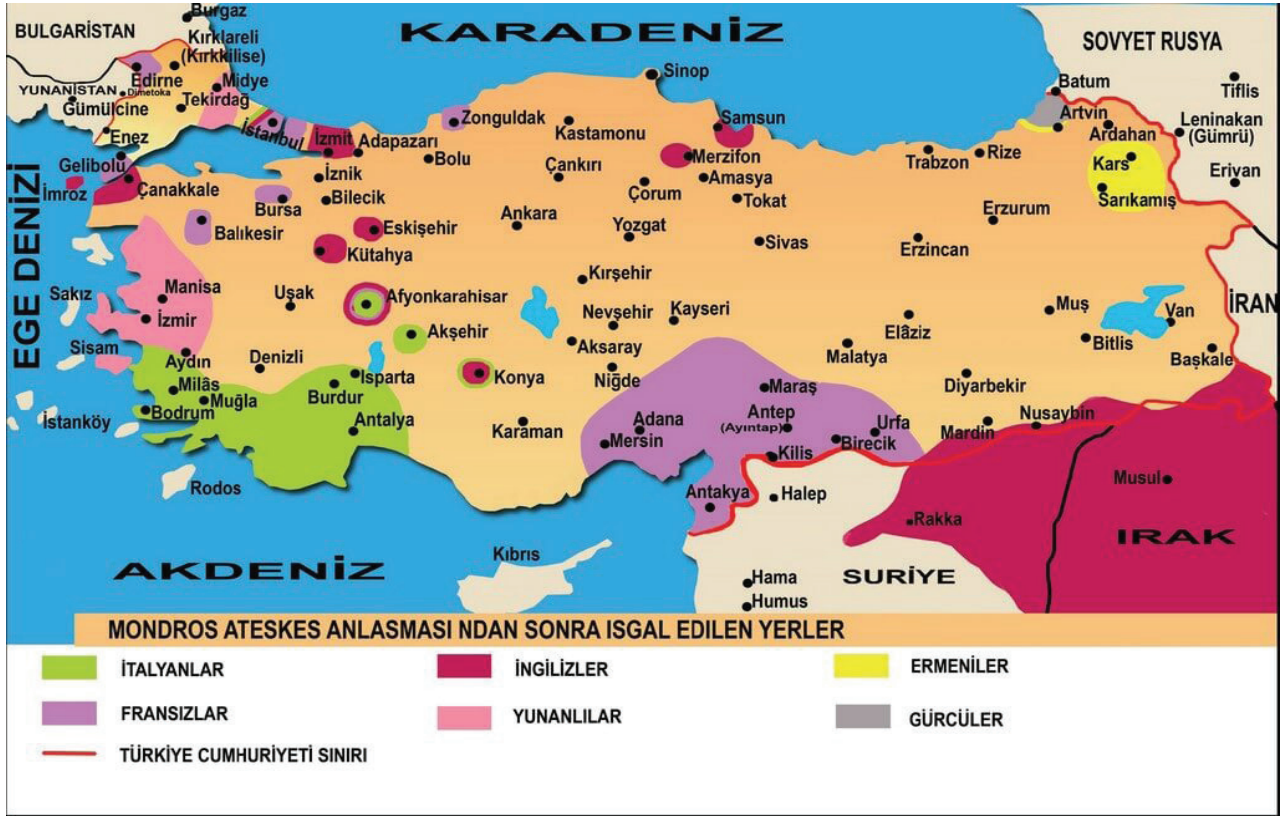 Burgaz
BULGARİSTAN
KARADENİZ
SOVYET RUSYA
Kırklareli
(Kırkkilise)
Sinop
Batum
Tiflis
Edirne
Midye
YUNANİSTAN
Dimetoka
Gümülcine
Tekirdağ
Zonguldak
Kastamonu
Samsun
Artvin
Ardahan
Leninakan
(Gümrü)
Enez
İstanbul
İzmit
Adapazarı
Bolu
Çankırı
Merzifon
Trabzon
Rize
Kars
Erivan
Gelibolu
İmroz
Çanakkale
İznik
Bilecik
Bursa
Çorum
Amasya
Tokat
Sarıkamış
Balıkesir
Eskişehir
Ankara
Yozgat
Sivas
Erzurum
Erzincan
Kütahya
EGE DENİZİ
Kırşehir
Sakız
Manisa
İzmir
Uşak
Afyonkarahisar
Nevşehir
Kayseri
Elâziz
Muş
Van
İRAN
Akşehir
Aksaray
Malatya
Bitlis
Başkale
Sisam
Aydın
Denizli
Isparta
Konya
Niğde
Maraş
Diyarbekir
Milâs
Muğla
Burdur
Bodrum
İstanköy
Antalya
Karaman
Adana
Mersin
Antep
(Ayıntap)
Urfa
Birecik
Mardin
Nusaybin
Kilis
Rodos
Antakya
Halep
Musul
Rakka
IRAK
Kıbrıs
AKDENİZ
SURİYE
Hama
Humus
MONDROS ATESKES ANLASMASI NDAN SONRA ISGAL EDILEN YERLER
İTALYANLAR
İNGİLİZLER
ERMENİLER
FRANSIZLAR
YUNANLILAR
GÜRCÜLER
TÜRKİYE CUMHURİYETİ SINIRI